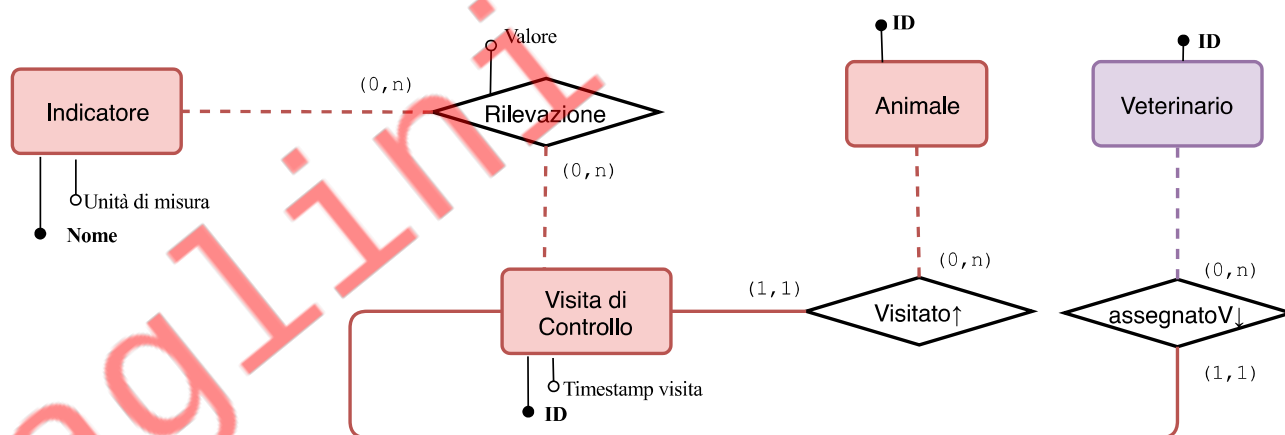 Valore
ID
ID
(0,n)
Indicatore
Rilevazione
Animale
Veterinario
(0,n)
Unità di misura
Nome
(0,n)
(0,n)
(1,1)
Visita di
Controllo
Visitato↑
assegnatoV↓
(1,1)
Timestamp visita
ID
aglini